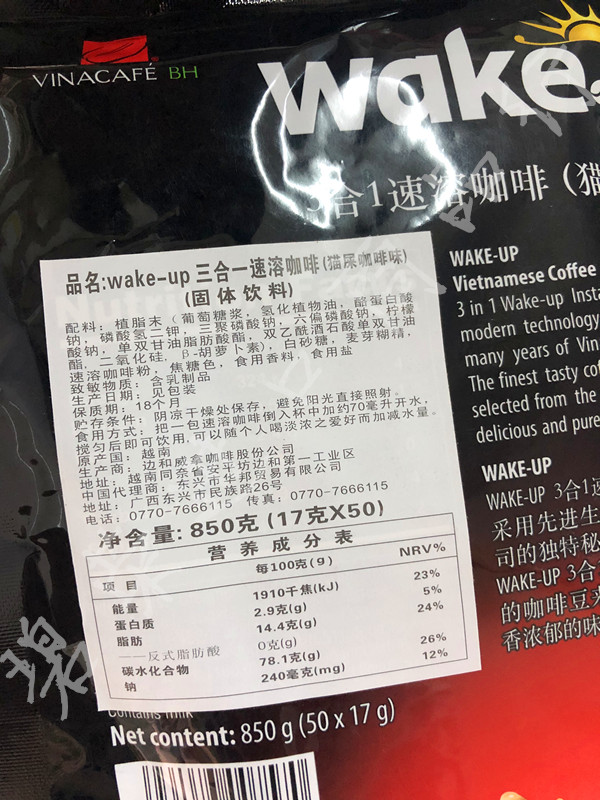 VINACAFÉ BH
wake
3合1速溶咖啡(猫
品名:wake-up 三合一速溶咖啡(猫尿咖啡味)
(固体饮料)
配料：植脂末（葡萄糖浆，氢化植物油，酪蛋白酸
钠，磷酸氢二钾，三聚磷酸钠，六偏磷酸钠，柠檬
酸钠，单双甘油脂肪酸酯，双乙酰酒石酸单双甘油
酯，二氧化硅，β-胡萝卜素），白砂糖，麦芽糊精，
速溶咖啡粉，焦糖色，食用香料，食用盐
致敏物质：含乳制品
生产日期：见包装
保质期：18个月
贮存条件：阴凉干燥处保存，避免阳光直接照射。
食用方式：把一包速溶咖啡倒入杯中加约70毫升开水，
搅匀后即可饮用，可以随个人喝淡浓之爱好而加减水量。
原产国：越南
生产商：边和威拿咖啡股份公司
地址：越南同奈省安平坊边和第一工业区
中国代理商：东兴市华邦贸易有限公司
地址：广西东兴市民族路26号
电话：0770-7666115 传真：0770-7666115
净含量: 850克 (17克X50)
营养成分表
项目 每100克(g) NRV%
能量 1910千焦(kJ) 23%
蛋白质 2.9克(g) 5%
脂肪 14.4克(g) 24%
——反式脂肪酸 0克(g)
碳水化合物 78.1克(g) 26%
钠 240毫克(mg) 12%
Contains milk
Net content: 850 g (50 x 17 g)
WAKE-UP
Vietnamese Coffee
3 in 1 Wake-up Insta
modern technology
many years of Vin
The finest tasty cof
selected from the
delicious and pure
WAKE-UP
WAKE-UP 3合1速
采用先进生
司的独特秘
WAKE-UP 3合
的咖啡豆来
香浓郁的味